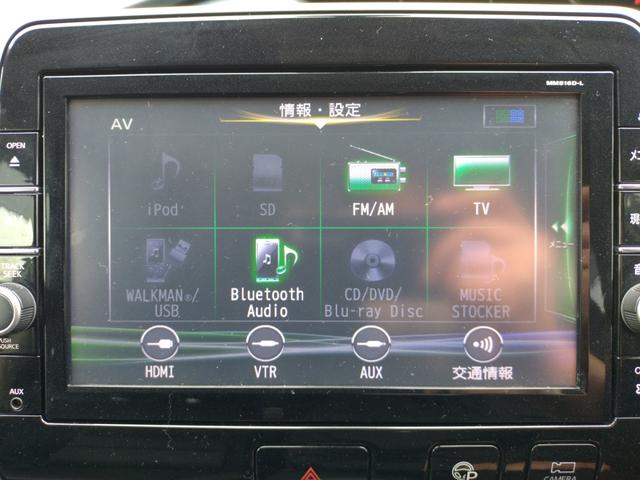 MM516D-L
情報・設定
AV
OPEN
iPod
SD
FM/AM
TV
メニュー
WALKMAN®/
USB
Bluetooth
Audio
CD/DVD/
Blu-ray Disc
MUSIC
STOCKER
TRACK
SEEK
PUSH
SOURCE
HDMI
VTR
AUX
交通情報
AUX
P
CAMERA